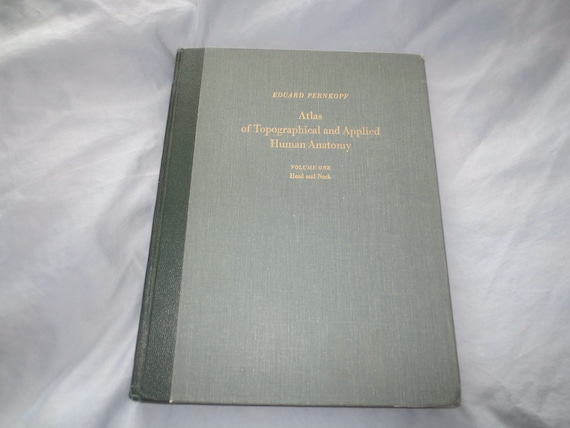 EDUARD PERNKOPF
Atlas
of Topographical and Applied
Human Anatomy
VOLUME ONE
Head and Neck